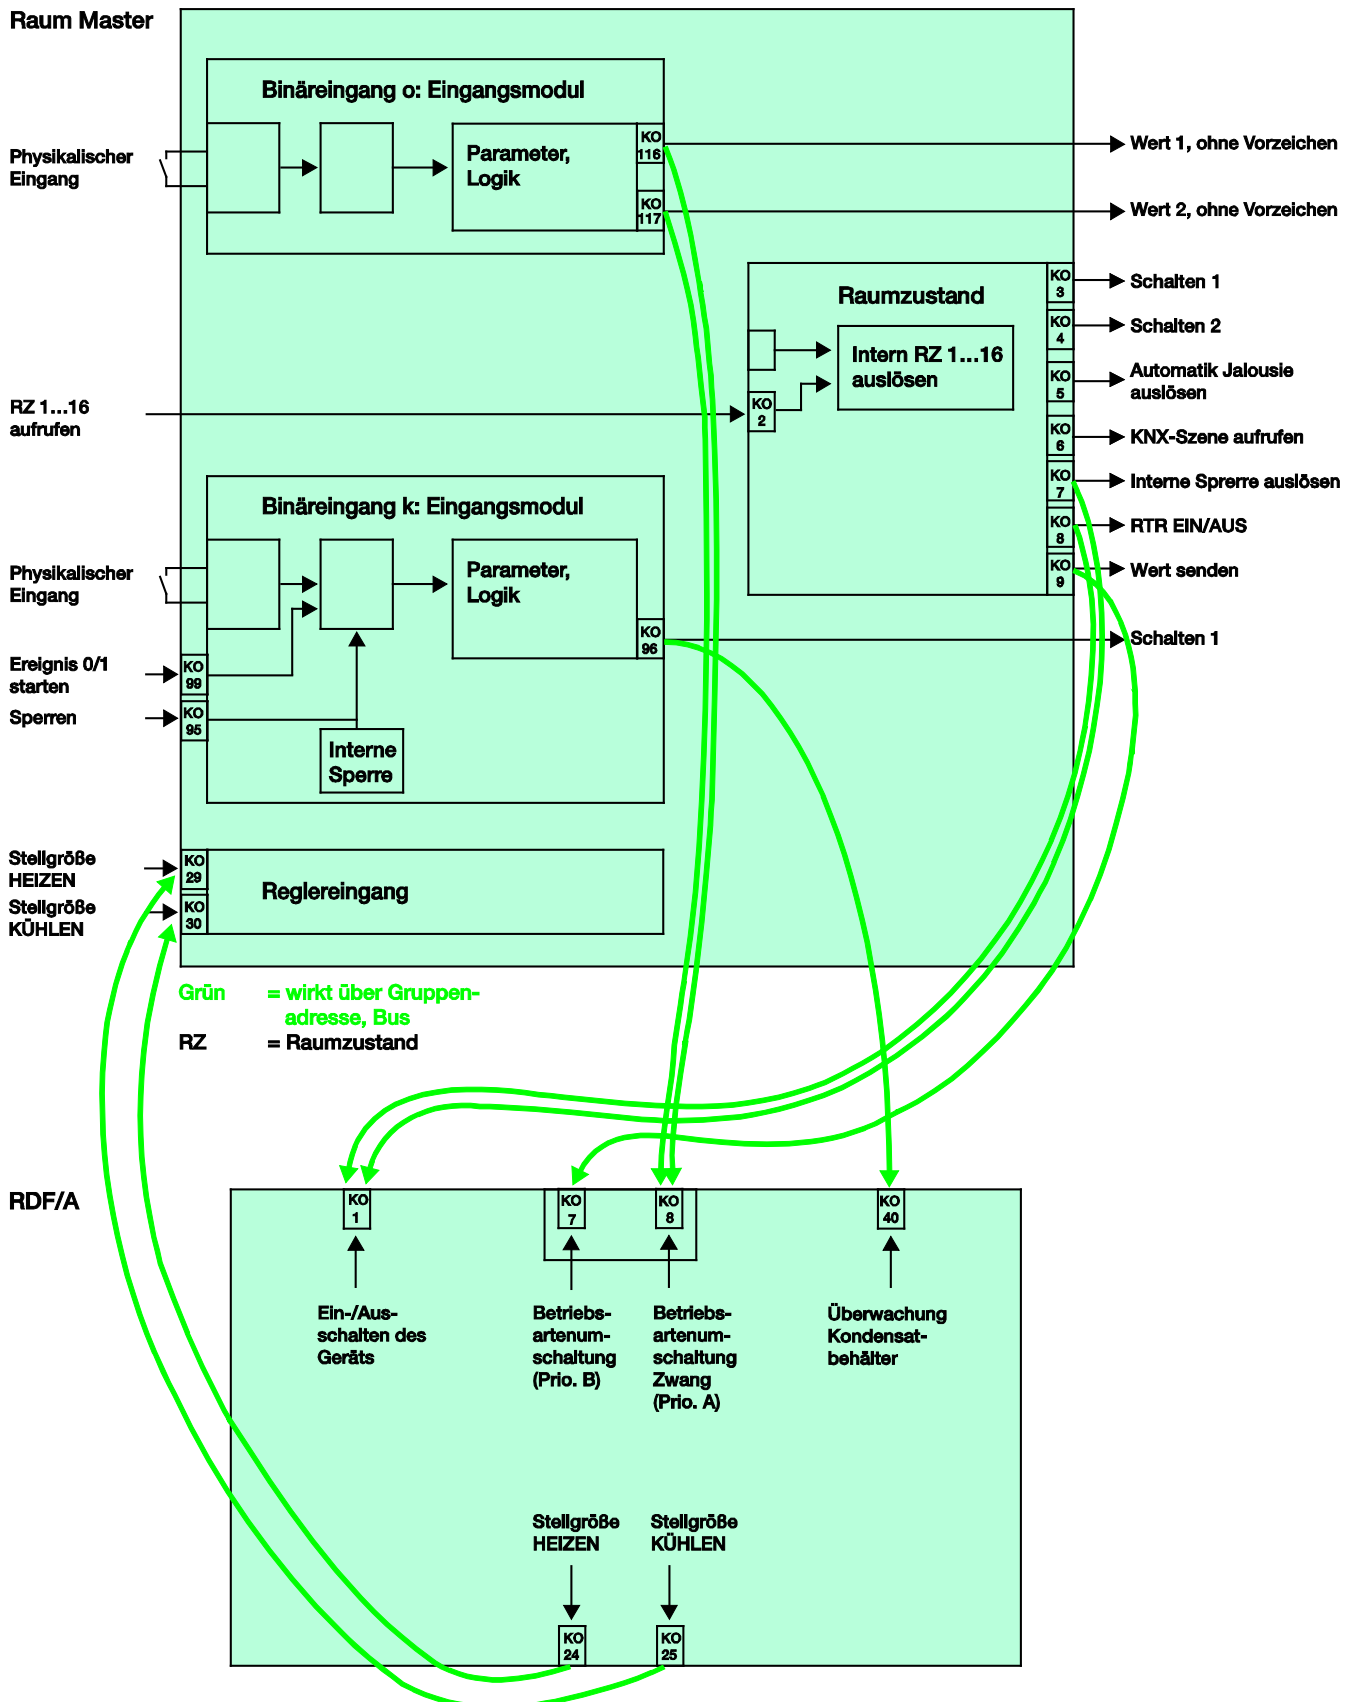 Raum Master
Binäreingang o: Eingangsmodul
Physikalischer
Eingang
Parameter,
Logik
KO
116
KO
117
Wert 1, ohne Vorzeichen
Wert 2, ohne Vorzeichen
Raumzustand
Intern RZ 1...16
auslösen
RZ 1...16
aufrufen
KO
2
KO
3
Schalten 1
KO
4
Schalten 2
KO
5
Automatik Jalousie
auslösen
KO
6
KNX-Szene aufrufen
KO
7
Interne Sprerre auslösen
KO
8
RTR EIN/AUS
KO
9
Wert senden
Binäreingang k: Eingangsmodul
Physikalischer
Eingang
Parameter,
Logik
KO
96
Schalten 1
Ereignis 0/1
starten
KO
99
Sperren
KO
95
Interne
Sperre
Stellgröße
HEIZEN
KO
29
Stellgröße
KÜHLEN
KO
30
Reglereingang
Grün = wirkt über Gruppen-
adresse, Bus
RZ = Raumzustand
RDF/A
KO
1
KO
7
KO
8
KO
40
Ein-/Aus-
schalten des
Geräts
Betriebs-
artenum-
schaltung
(Prio. B)
Betriebs-
artenum-
schaltung
Zwang
(Prio. A)
Überwachung
Kondensat-
behälter
Stellgröße
HEIZEN
Stellgröße
KÜHLEN
KO
24
KO
25